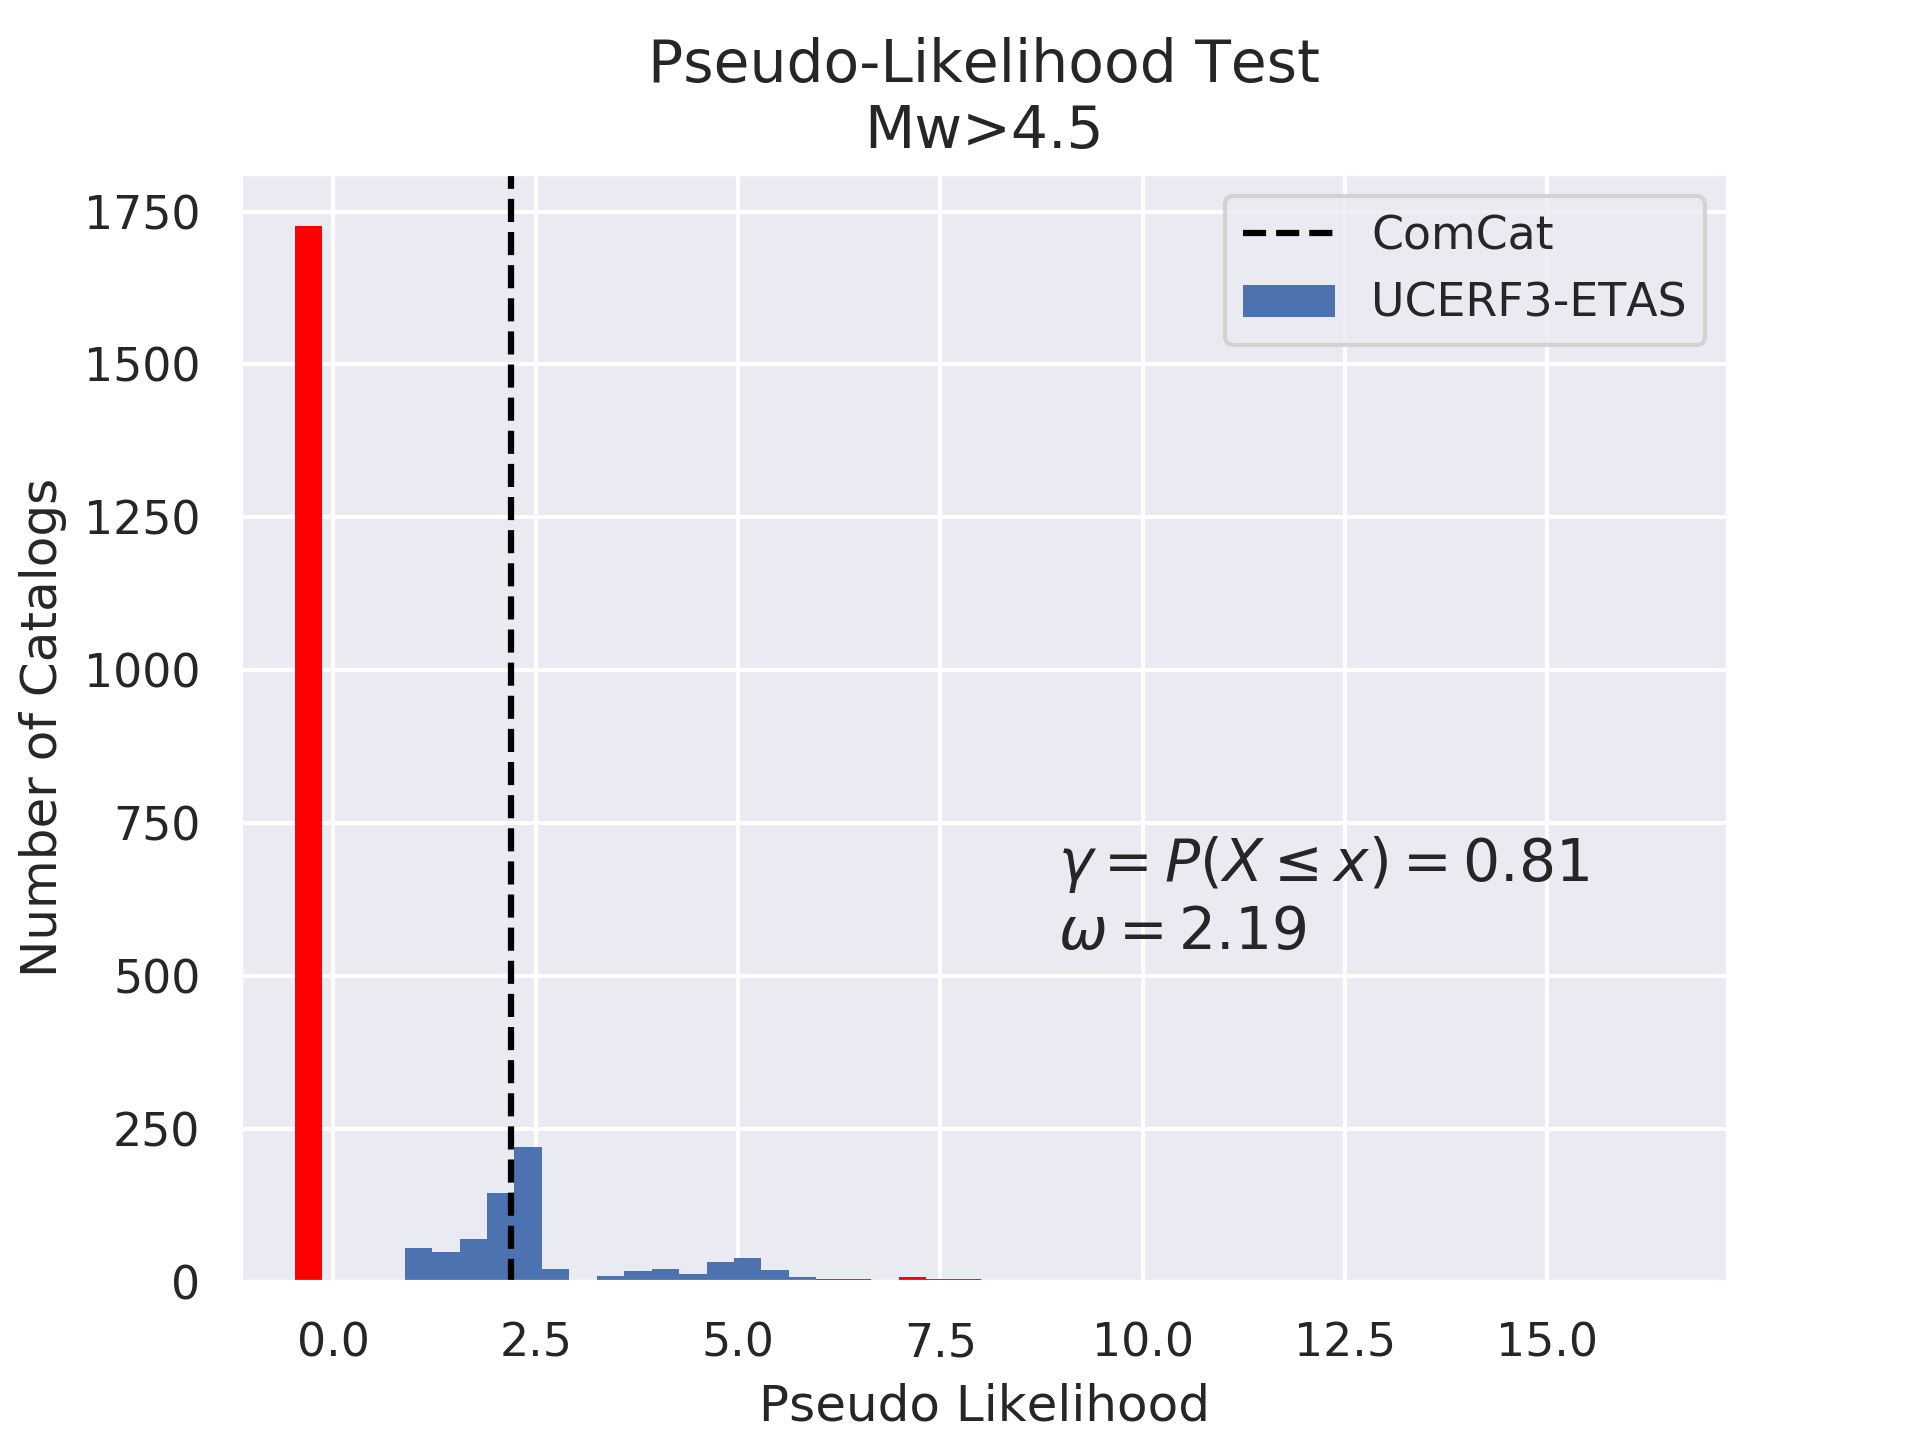 Pseudo-Likelihood Test
Mw>4.5
1750
1500
1250
1000
750
500
250
0
Number of Catalogs
ComCat
UCERF3-ETAS
γ = P(X ≤ x) = 0.81
ω = 2.19
0.0 2.5 5.0 7.5 10.0 12.5 15.0
Pseudo Likelihood